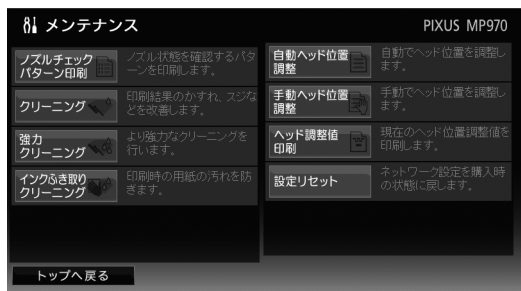 メンテナンス
PIXUS MP970
ノズルチェック
パターン印刷
ノズル状態を確認するパタ
ーンを印刷します。
クリーニング
印刷結果のかすれ、スジな
どを改善します。
強力
クリーニング
より強力なクリーニングを
行います。
インクふき取り
クリーニング
印刷時の用紙の汚れを防
ぎます。
自動ヘッド位置
調整
自動でヘッド位置を調整し
ます。
手動ヘッド位置
調整
手動でヘッド位置を調整し
ます。
ヘッド調整値
印刷
現在のヘッド位置調整値を
印刷します。
設定リセット
ネットワーク設定を購入時
の状態に戻します。
トップへ戻る